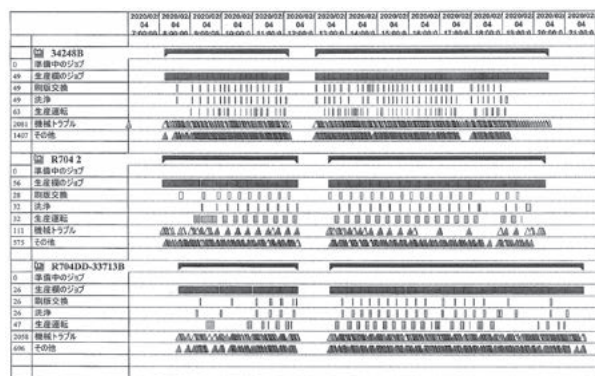 2020/02/04 7:00:00 2020/02/04 8:00:00 2020/02/04 9:00:00 2020/02/04 10:00:0 2020/02/04 11:00:0 2020/02/04 12:00:0 2020/02/04 13:00:0 2020/02/04 14:00:0 2020/02/04 15:00:0 2020/02/04 16:00:0 2020/02/04 17:00:0 2020/02/04 18:00:0 2020/02/04 19:00:0 2020/02/04 20:00:0 2020/02/04 21:00:0
34248B
0 準備中のジョブ
49 生産欄のジョブ
49 刷版交換
49 洗浄
63 生産運転
2081 機械トラブル
1407 その他
R704 2
0 準備中のジョブ
56 生産欄のジョブ
28 刷版交換
32 洗浄
32 生産運転
111 機械トラブル
575 その他
R704DD-33713B
0 準備中のジョブ
26 生産欄のジョブ
26 刷版交換
26 洗浄
47 生産運転
2058 機械トラブル
606 その他